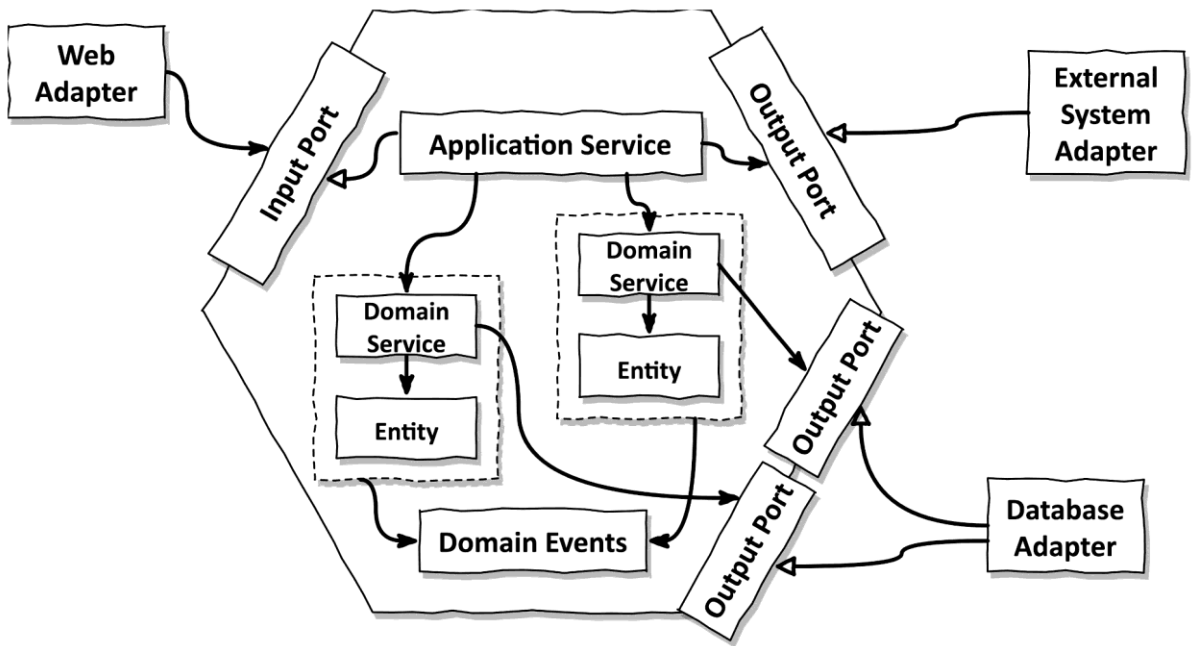 Web
Adapter
Input Port
Application Service
Output Port
External
System
Adapter
Domain
Service
Entity
Domain
Service
Entity
Output Port
Output Port
Domain Events
Database
Adapter